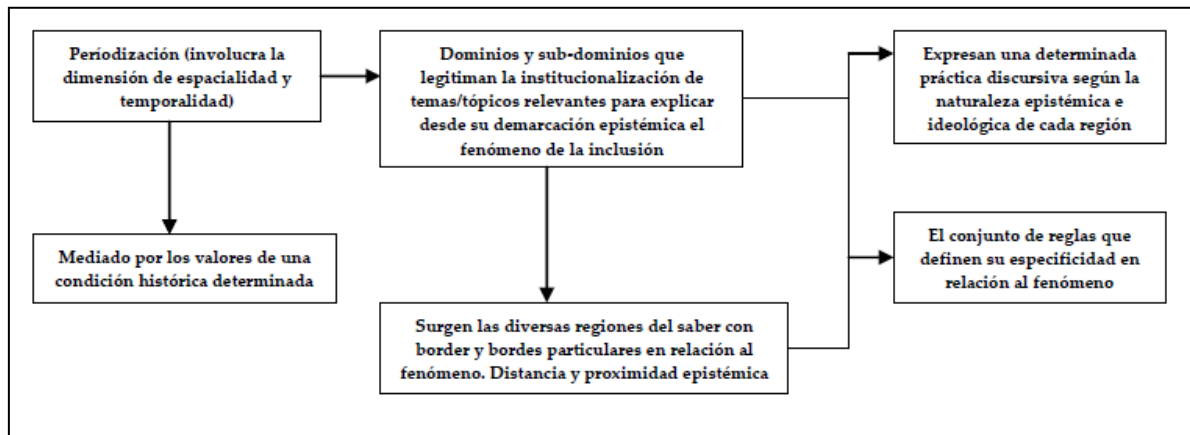 Períodización (involucra la
dimensión de espacialidad y
temporalidad)
Dominios y sub-dominios que
legitiman la institucionalización de
temas/tópicos relevantes para explicar
desde su demarcación epistémica el
fenómeno de la inclusión
Expresan una determinada
práctica discursiva según la
naturaleza epistémica e
ideológica de cada región
Mediado por los valores de una
condición histórica determinada
El conjunto de reglas que
definen su especificidad en
relación al fenómeno
Surgen las diversas regiones del saber con
border y bordes particulares en relación al
fenómeno. Distancia y proximidad epistémica